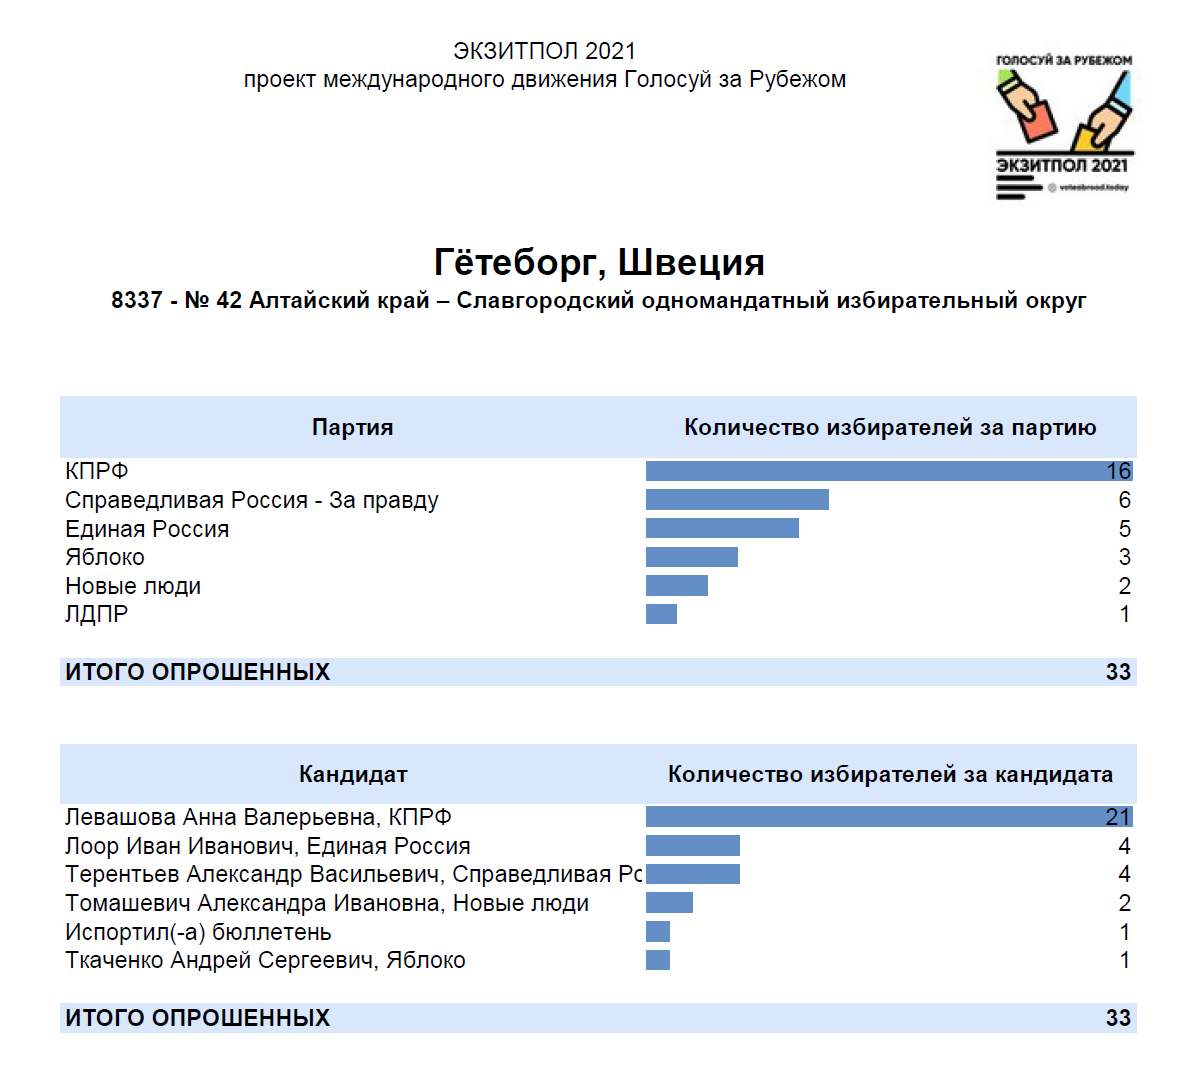 ЭКЗИТПОЛ 2021
проект международного движения Голосуй за Рубежом
ГОЛОСУЙ ЗА РУБЕЖОМ
ЭКЗИТПОЛ 2021
voteabroad.today
Гётеборг, Швеция
8337 - № 42 Алтайский край – Славгородский одномандатный избирательный округ
Партия Количество избирателей за партию
КПРФ 16
Справедливая Россия - За правду 6
Единая Россия 5
Яблоко 3
Новые люди 2
ЛДПР 1
ИТОГО ОПРОШЕННЫХ 33
Кандидат Количество избирателей за кандидата
Левашова Анна Валерьевна, КПРФ 21
Лоор Иван Иванович, Единая Россия 4
Терентьев Александр Васильевич, Справедливая Ро 4
Томашевич Александра Ивановна, Новые люди 2
Испортил(-а) бюллетень 1
Ткаченко Андрей Сергеевич, Яблоко 1
ИТОГО ОПРОШЕННЫХ 33